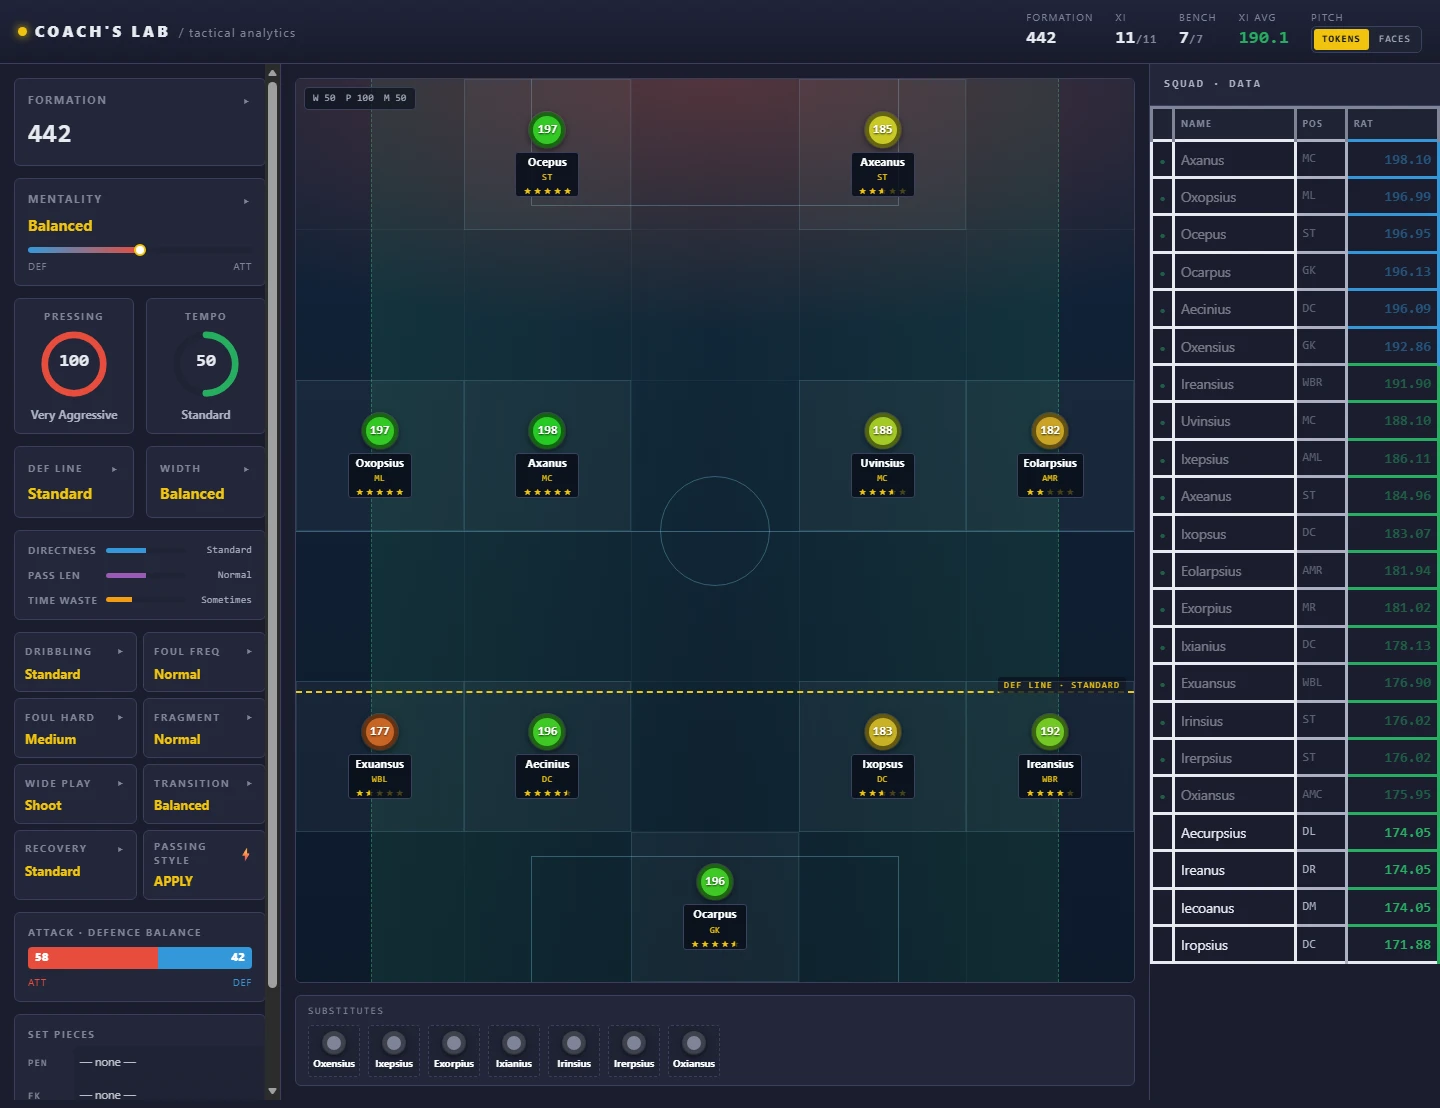 COACH'S LAB / tactical analytics
FORMATION
442
XI
11/11
BENCH
7/7
XI AVG
190.1
PITCH
TOKENS FACES
FORMATION ▸
442
MENTALITY ▸
Balanced
DEF ATT
PRESSING
100
Very Aggressive
TEMPO
50
Standard
DEF LINE ▸
Standard
WIDTH ▸
Balanced
DIRECTNESS Standard
PASS LEN Normal
TIME WASTE Sometimes
DRIBBLING ▸
Standard
FOUL FREQ ▸
Normal
FOUL HARD ▸
Medium
FRAGMENT ▸
Normal
WIDE PLAY ▸
Shoot
TRANSITION ▸
Balanced
RECOVERY ▸
Standard
PASSING
STYLE
APPLY
ATTACK · DEFENCE BALANCE
58 42
ATT DEF
SET PIECES
PEN — none —
FK — none —
W 50 P 100 M 50
197
Ocepus
ST
185
Axeanus
ST
197
Oxopsius
ML
198
Axanus
MC
188
Uvinsius
MC
182
Eolarpsius
AMR
DEF LINE · STANDARD
177
Exuansus
WBL
196
Aecinius
DC
183
Ixopsus
DC
192
Ireansius
WBR
196
Ocarpus
GK
SUBSTITUTES
Oxensius Ixepsius Exorpius Ixianius Irinsius Irerpsius Oxiansus
SQUAD · DATA
NAME POS RAT
Axanus MC 198.10
Oxopsius ML 196.99
Ocepus ST 196.95
Ocarpus GK 196.13
Aecinius DC 196.09
Oxensius GK 192.86
Ireansius WBR 191.90
Uvinsius MC 188.10
Ixepsius AML 186.11
Axeanus ST 184.96
Ixopsus DC 183.07
Eolarpsius AMR 181.94
Exorpius MR 181.02
Ixianius DC 178.13
Exuansus WBL 176.90
Irinsius ST 176.02
Irerpsius ST 176.02
Oxiansus AMC 175.95
Aecurpsius DL 174.05
Ireanus DR 174.05
Iecoanus DM 174.05
Iropsius DC 171.88